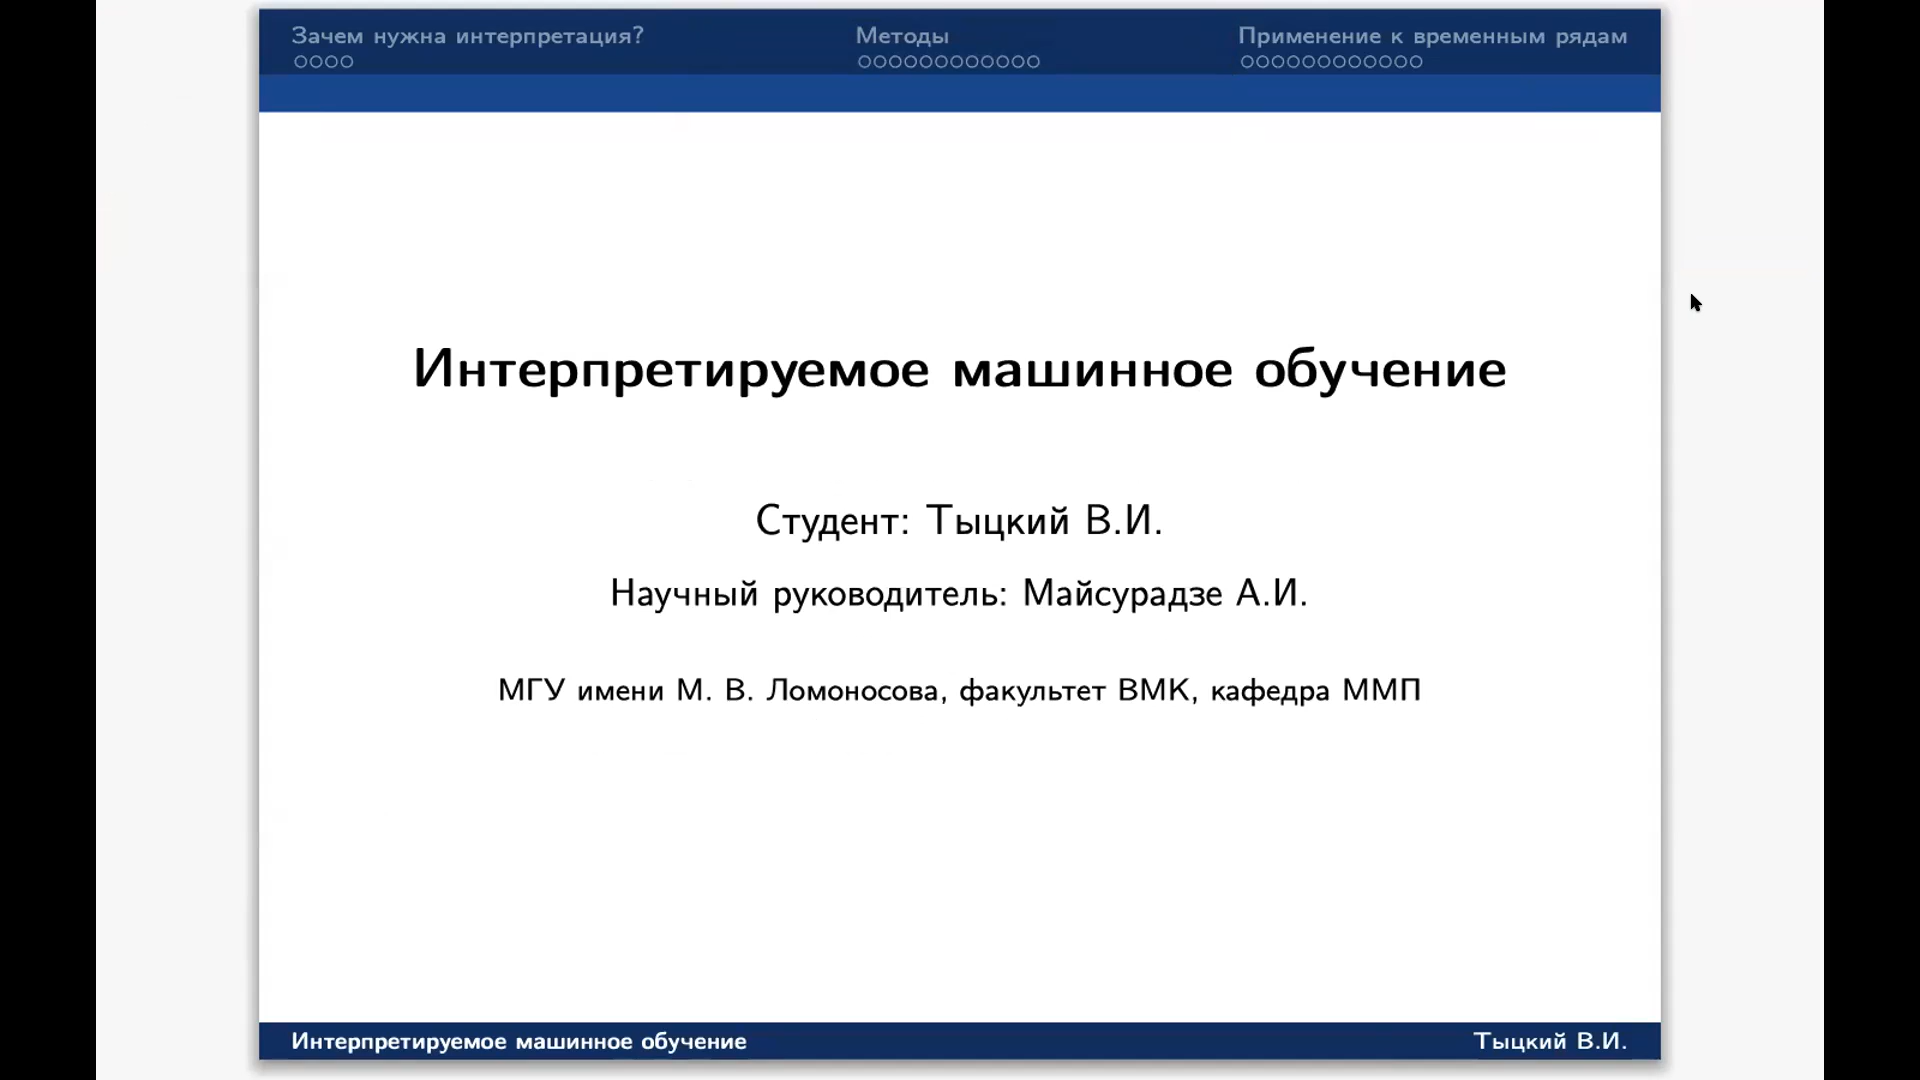 Зачем нужна интерпретация?
Методы
Применение к временным рядам
Интерпретируемое машинное обучение
Студент: Тыцкий В.И.
Научный руководитель: Майсурадзе А.И.
МГУ имени М. В. Ломоносова, факультет ВМК, кафедра ММП
Интерпретируемое машинное обучение
Тыцкий В.И.